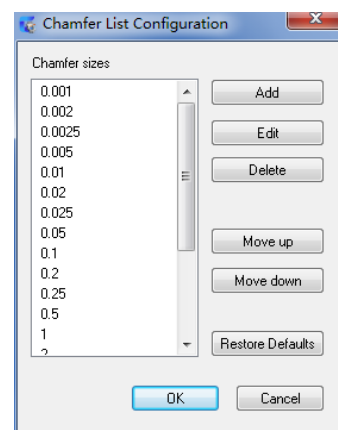 Chamfer List Configuration
Chamfer sizes
0.001
0.002
0.0025
0.005
0.01
0.02
0.025
0.05
0.1
0.2
0.25
0.5
1
Add
Edit
Delete
Move up
Move down
Restore Defaults
OK
Cancel